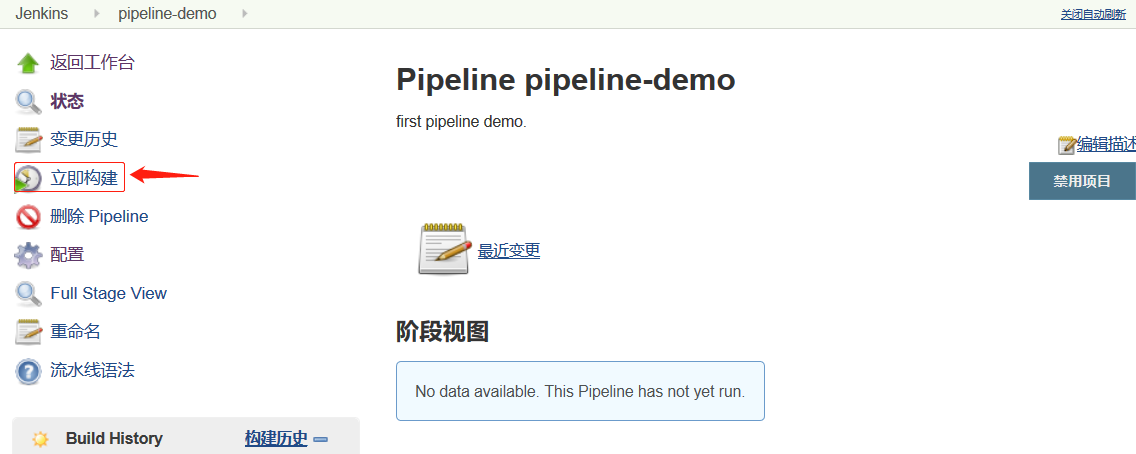 Jenkins pipeline-demo 关闭自动刷新
返回工作台
状态
变更历史
立即构建
删除 Pipeline
配置
Full Stage View
重命名
流水线语法
Build History 构建历史
Pipeline pipeline-demo
first pipeline demo.
编辑描述
禁用项目
最近变更
阶段视图
No data available. This Pipeline has not yet run.